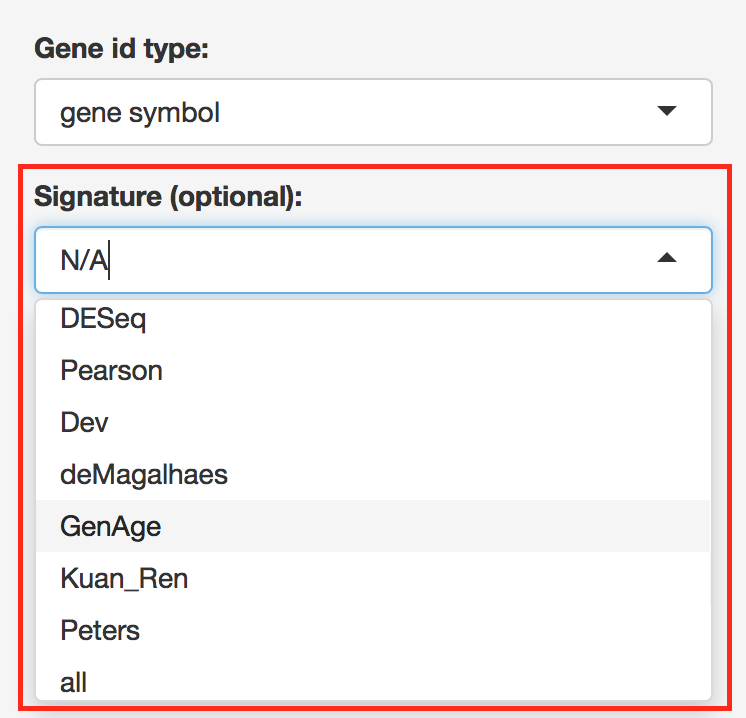 Gene id type:
gene symbol
Signature (optional):
N/A
DESeq
Pearson
Dev
deMagalhaes
GenAge
Kuan_Ren
Peters
all